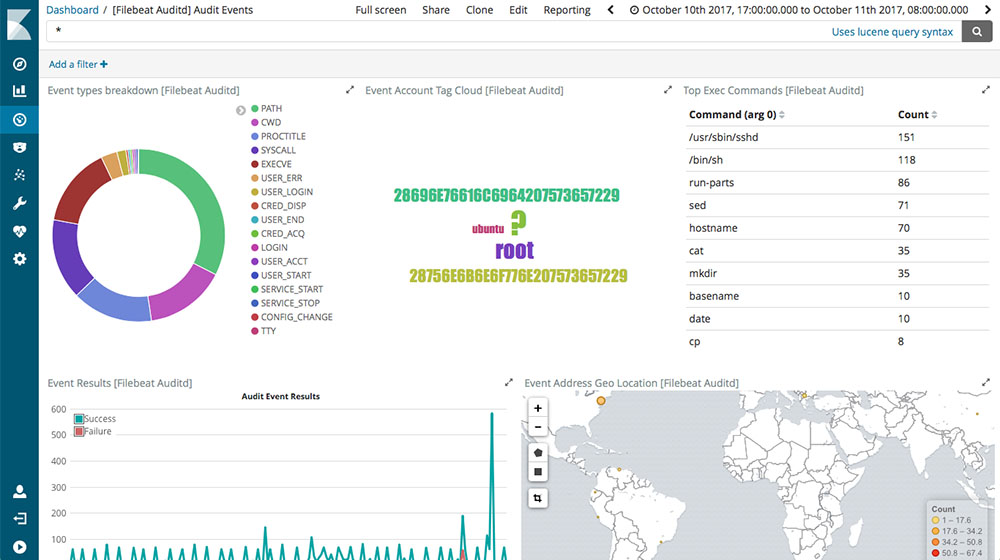 Dashboard / [Filebeat Auditd] Audit Events Full screen Share Clone Edit Reporting October 10th 2017, 17:00:00.000 to October 11th 2017, 08:00:00.000
* Uses lucene query syntax
Add a filter +
Event types breakdown [Filebeat Auditd]
PATH
CWD
PROCTITLE
SYSCALL
EXECVE
USER_ERR
USER_LOGIN
CRED_DISP
USER_END
CRED_ACQ
LOGIN
USER_ACCT
USER_START
SERVICE_START
SERVICE_STOP
CONFIG_CHANGE
TTY
Event Account Tag Cloud [Filebeat Auditd]
28696E76616C6964207573657229
ubuntu ?
root
28756E6B6E6F776E207573657229
Top Exec Commands [Filebeat Auditd]
Command (arg 0) Count
/usr/sbin/sshd 151
/bin/sh 118
run-parts 86
sed 71
hostname 70
cat 35
mkdir 35
basename 10
date 10
cp 8
Event Results [Filebeat Auditd]
Audit Event Results
Success
Failure
600
500
400
300
200
100
Event Address Geo Location [Filebeat Auditd]
+
−
Count
1 – 17.6
17.6 – 34.2
34.2 – 50.8
50.8 – 67.4